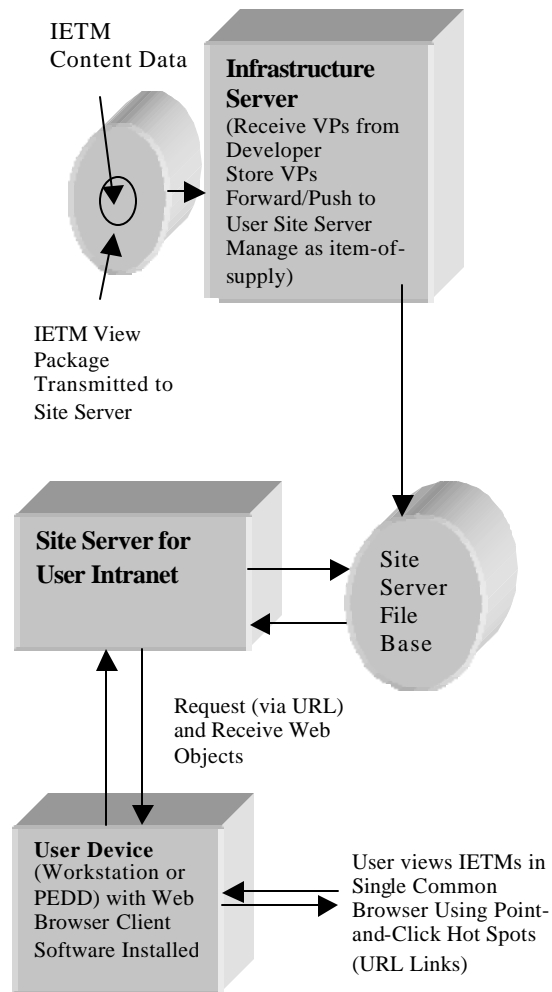 IETM
Content Data
Infrastructure
Server
(Receive VPs from
Developer
Store VPs
Forward/Push to
User Site Server
Manage as item-of-
supply)
IETM View
Package
Transmitted to
Site Server
Site Server for
User Intranet
Site
Server
File
Base
Request (via URL)
and Receive Web
Objects
User Device
(Workstation or
PEDD) with Web
Browser Client
Software Installed
User views IETMs in
Single Common
Browser Using Point-
and-Click Hot Spots
(URL Links)